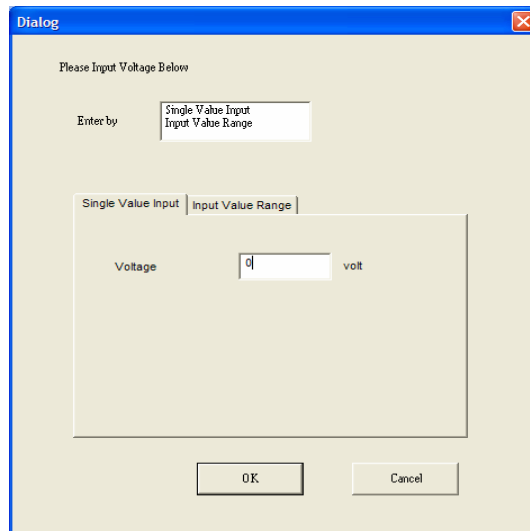 Dialog
Please Input Voltage Below
Enter by
Single Value Input
Input Value Range
Single Value Input Input Value Range
Voltage 0 volt
OK Cancel